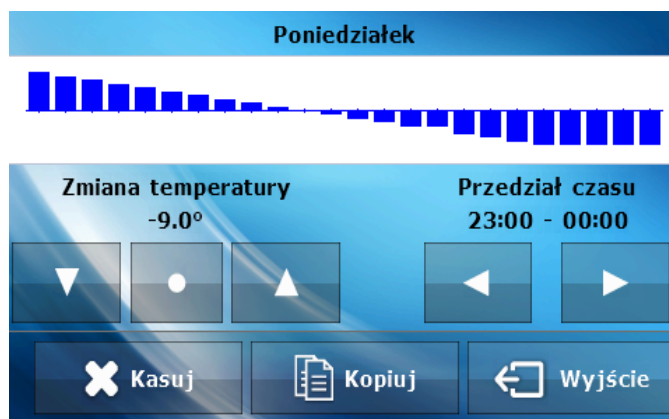 Poniedziałek
Zmiana temperatury
-9.0°
Przedział czasu
23:00 - 00:00
Kasuj
Kopiuj
Wyjście